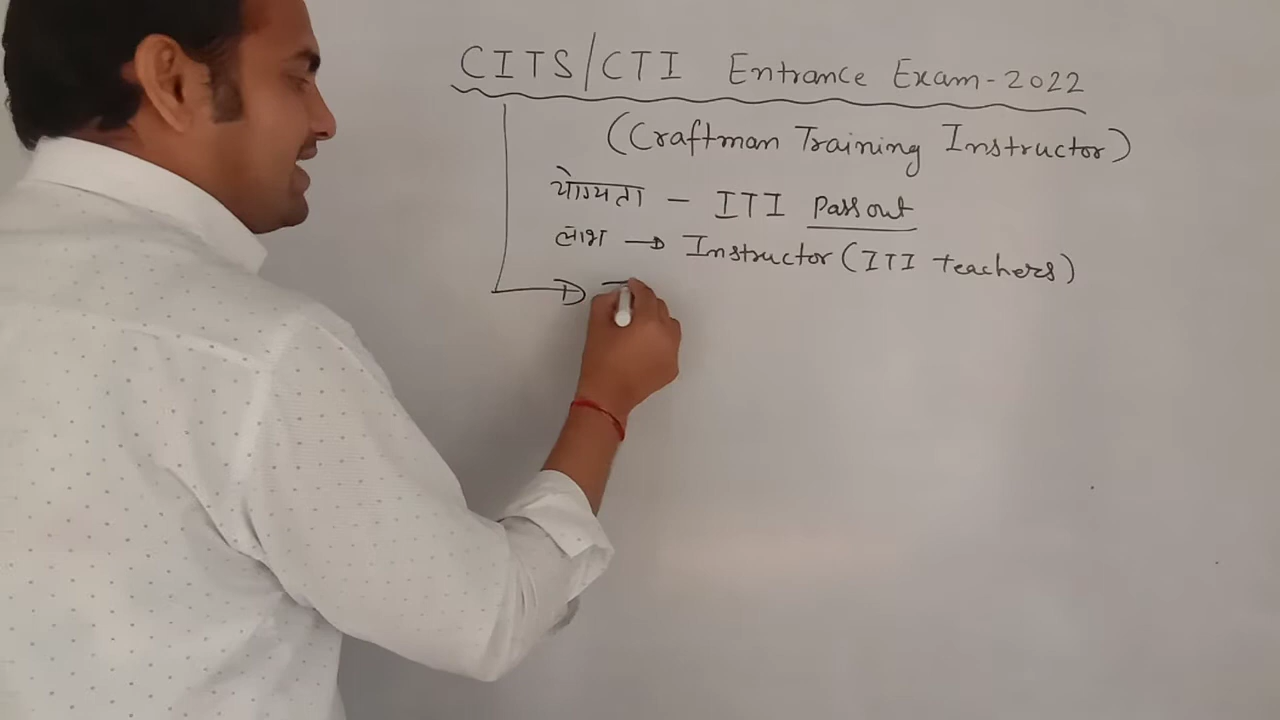 CITS/CTI Entrance Exam-2022
(Craftman Training Instructor)
योग्यता - ITI Pass out
लाभ → Instructor (ITI teachers)